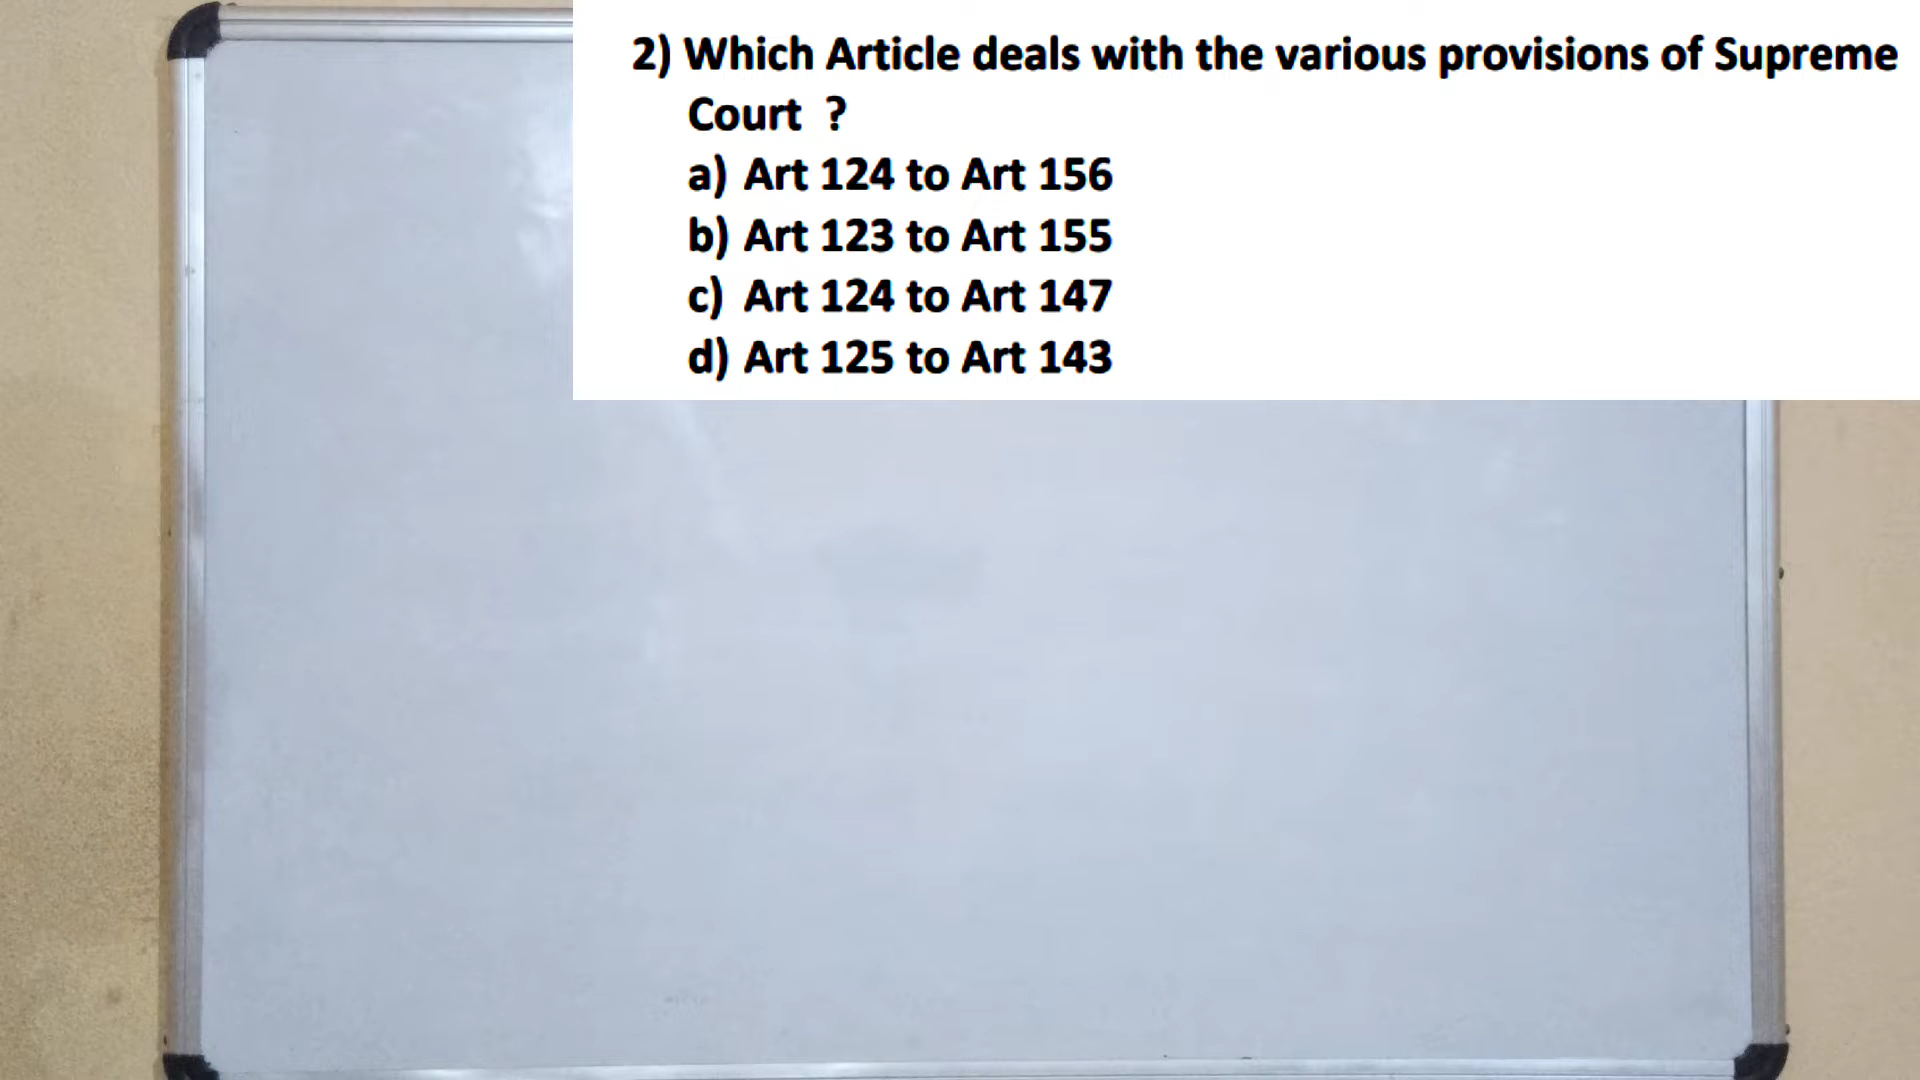 2) Which Article deals with the various provisions of Supreme
Court ?
a) Art 124 to Art 156
b) Art 123 to Art 155
c) Art 124 to Art 147
d) Art 125 to Art 143